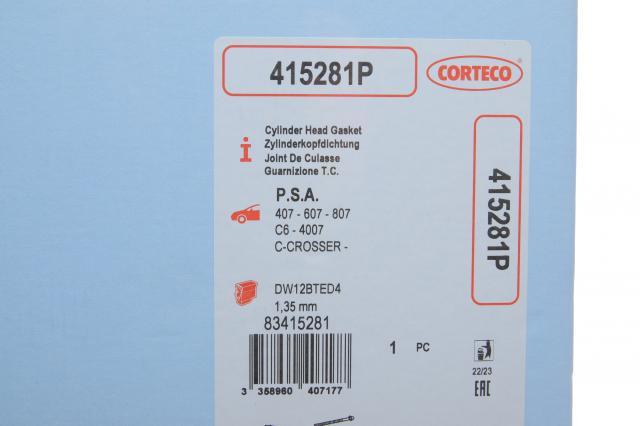 415281P
CORTECO
Cylinder Head Gasket
Zylinderkopfdichtung
Joint De Culasse
Guarnizione T.C.
P.S.A.
407 - 607 - 807
C6 - 4007
C-CROSSER -
DW12BTED4
1,35 mm
83415281
3 358960 407177
1 PC
22/23
EAC
415281P